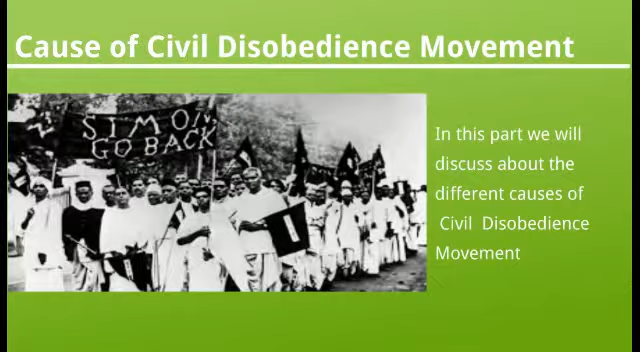 Cause of Civil Disobedience Movement
SIMON
GO BACK
In this part we will
discuss about the
different causes of
Civil Disobedience
Movement